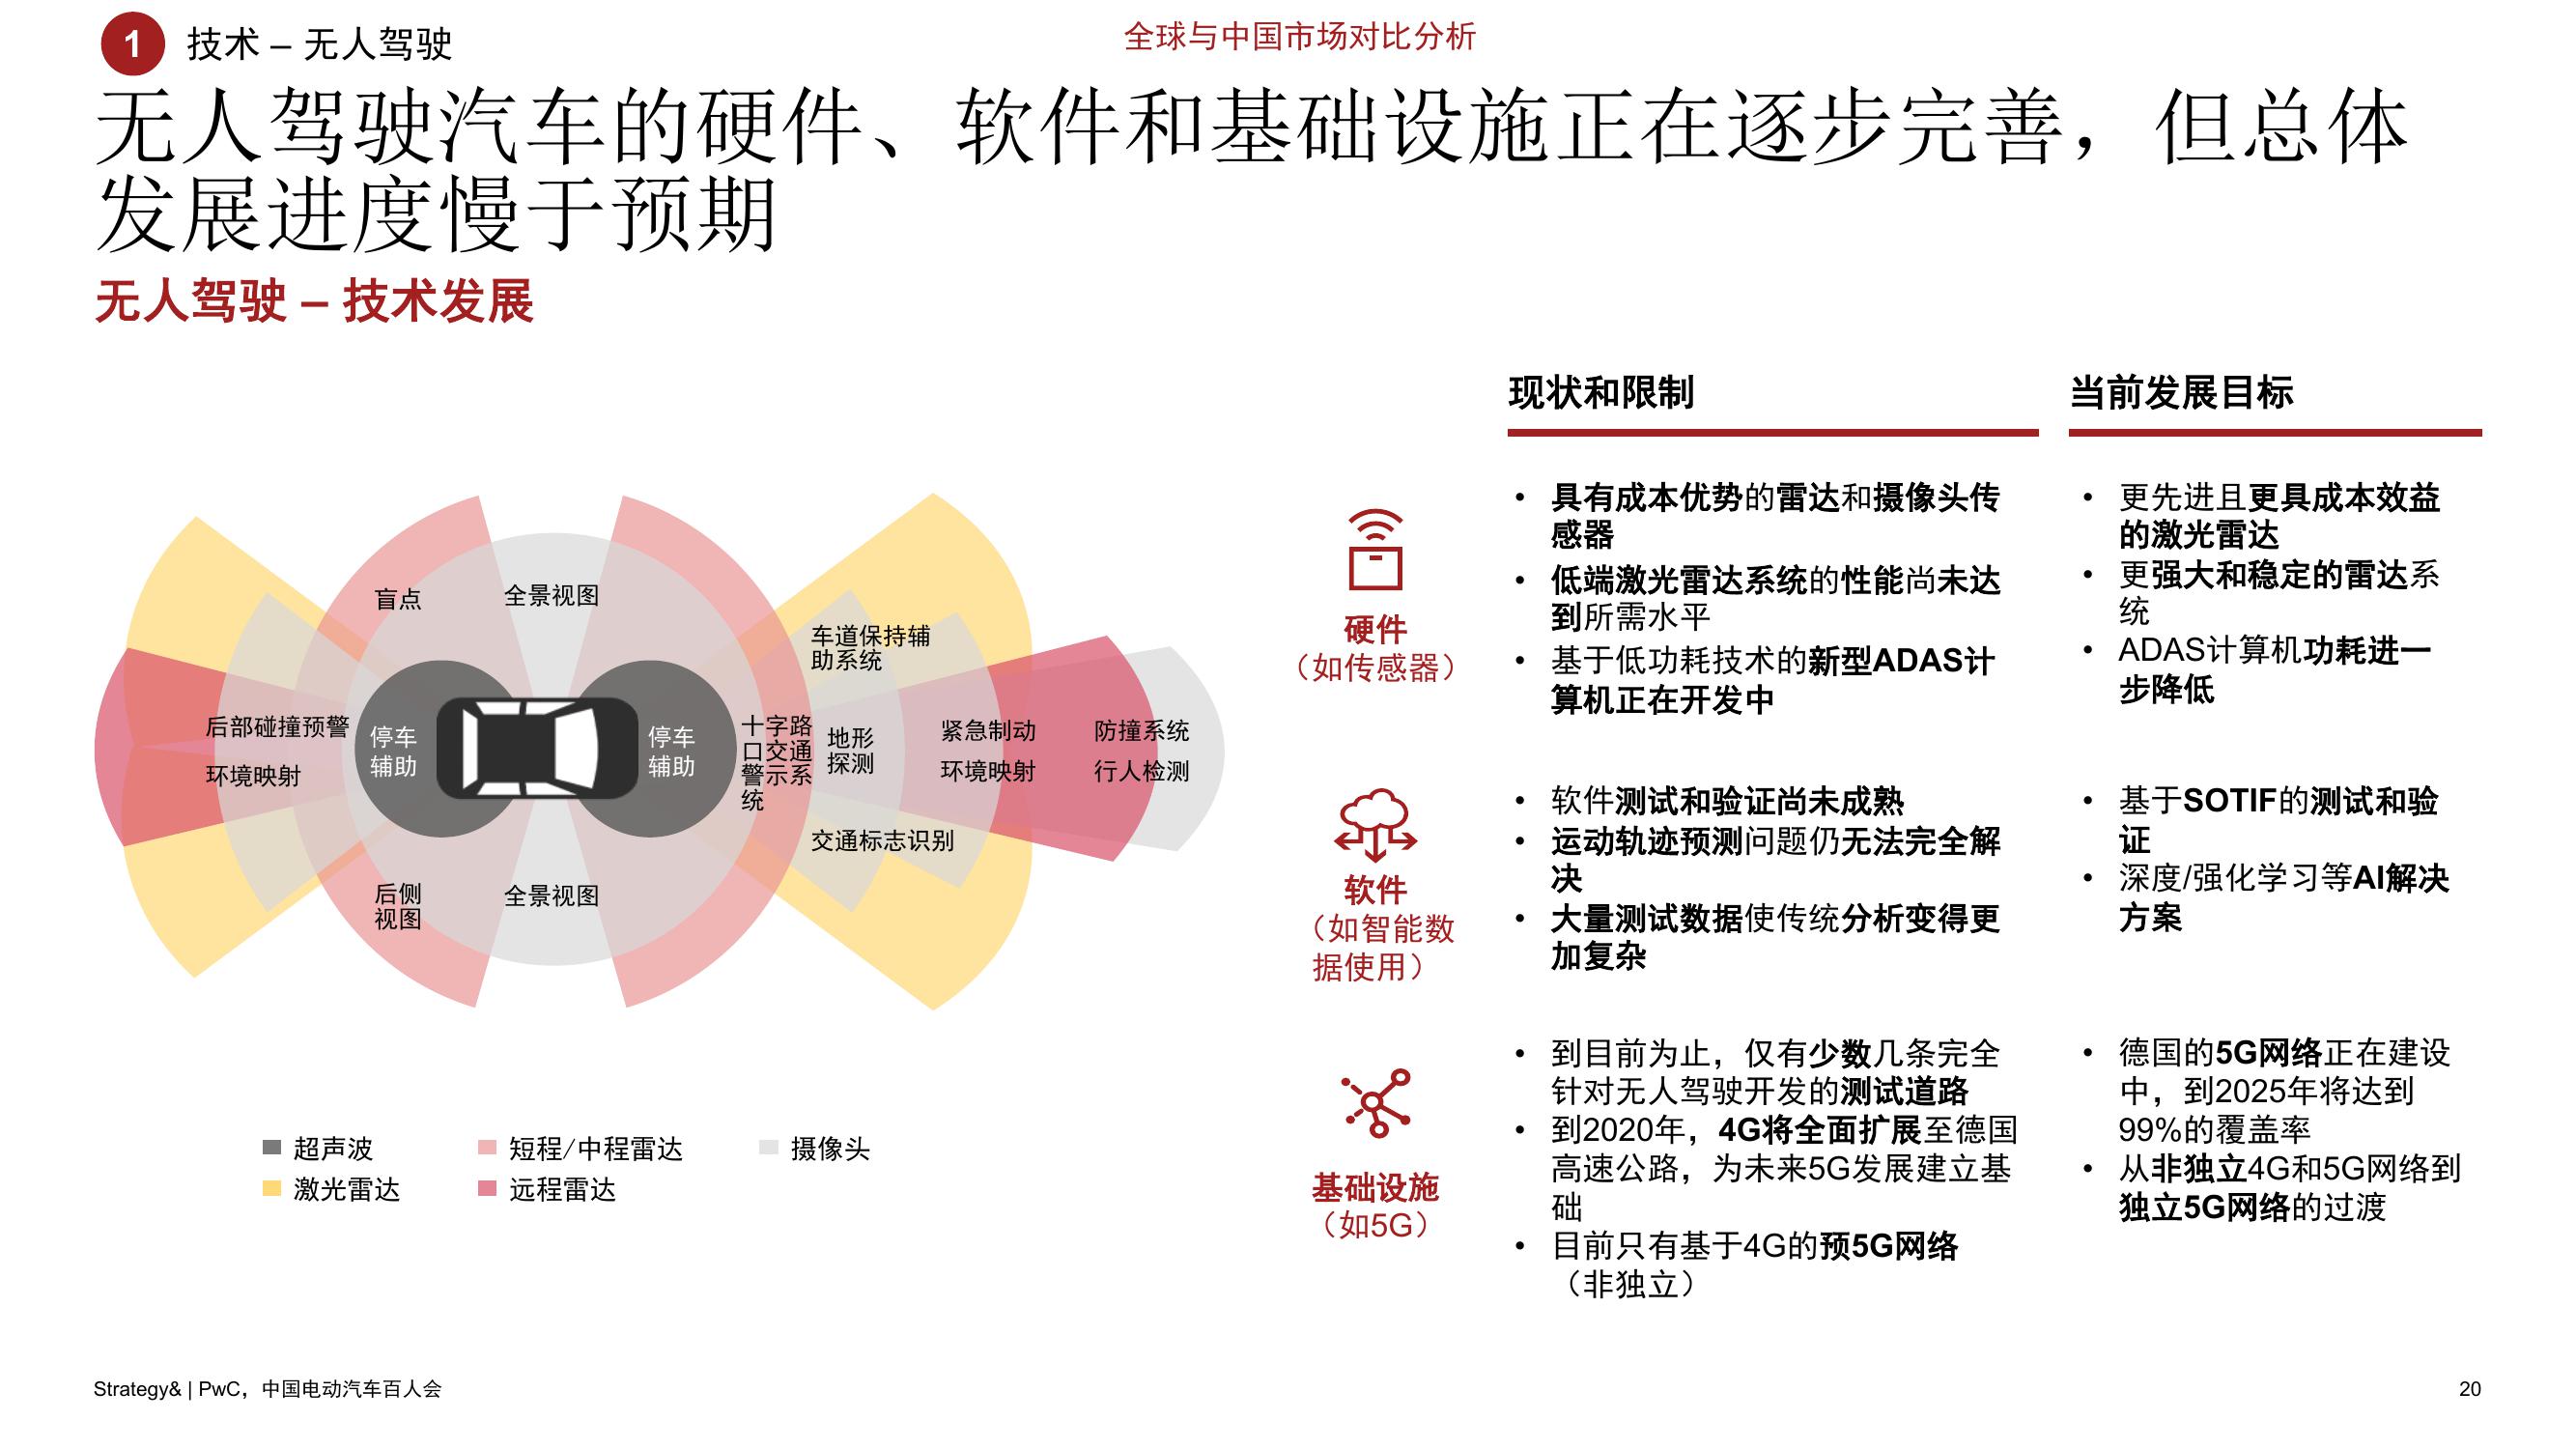 1
技术 – 无人驾驶
全球与中国市场对比分析
无人驾驶汽车的硬件、软件和基础设施正在逐步完善，但总体
发展进度慢于预期
无人驾驶 – 技术发展
盲点
全景视图
车道保持辅
助系统
后部碰撞预警
环境映射
停车
辅助
停车
辅助
十字路
口交通
警示系
统
地形
探测
紧急制动
环境映射
防撞系统
行人检测
交通标志识别
后侧
视图
全景视图
超声波
短程/中程雷达
摄像头
激光雷达
远程雷达
现状和限制
当前发展目标
硬件
（如传感器）
• 具有成本优势的雷达和摄像头传
感器
• 低端激光雷达系统的性能尚未达
到所需水平
• 基于低功耗技术的新型ADAS计
算机正在开发中
• 更先进且更具成本效益
的激光雷达
• 更强大和稳定的雷达系
统
• ADAS计算机功耗进一
步降低
软件
（如智能数
据使用）
• 软件测试和验证尚未成熟
• 运动轨迹预测问题仍无法完全解
决
• 大量测试数据使传统分析变得更
加复杂
• 基于SOTIF的测试和验
证
• 深度/强化学习等AI解决
方案
基础设施
（如5G）
• 到目前为止，仅有少数几条完全
针对无人驾驶开发的测试道路
• 到2020年，4G将全面扩展至德国
高速公路，为未来5G发展建立基
础
• 目前只有基于4G的预5G网络
（非独立）
• 德国的5G网络正在建设
中，到2025年将达到
99%的覆盖率
• 从非独立4G和5G网络到
独立5G网络的过渡
Strategy& | PwC，中国电动汽车百人会
20